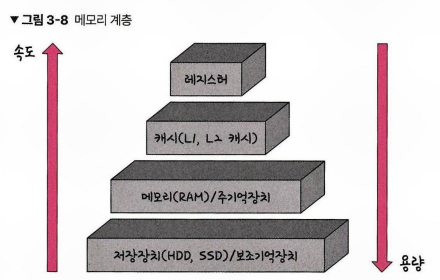 ▼ 그림 3-8 메모리 계층
속도
레지스터
캐시(L1, L2 캐시)
메모리(RAM)/주기억장치
저장장치(HDD, SSD)/보조기억장치
용량